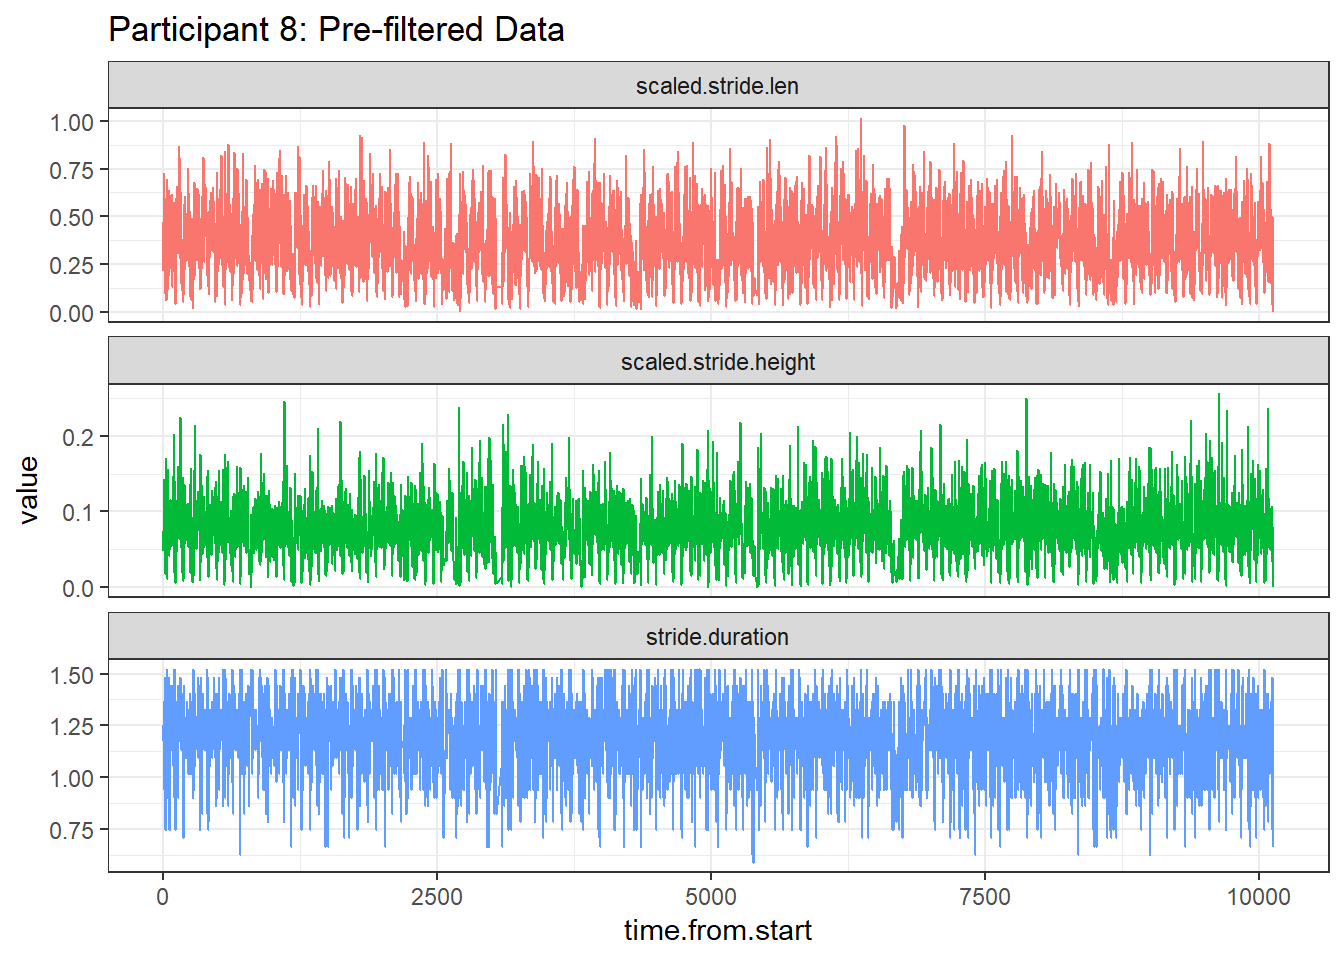 Participant 8: Pre-filtered Data
scaled.stride.len
1.00
0.75
0.50
0.25
0.00
scaled.stride.height
0.2
0.1
0.0
value
stride.duration
1.50
1.25
1.00
0.75
0 2500 5000 7500 10000
time.from.start